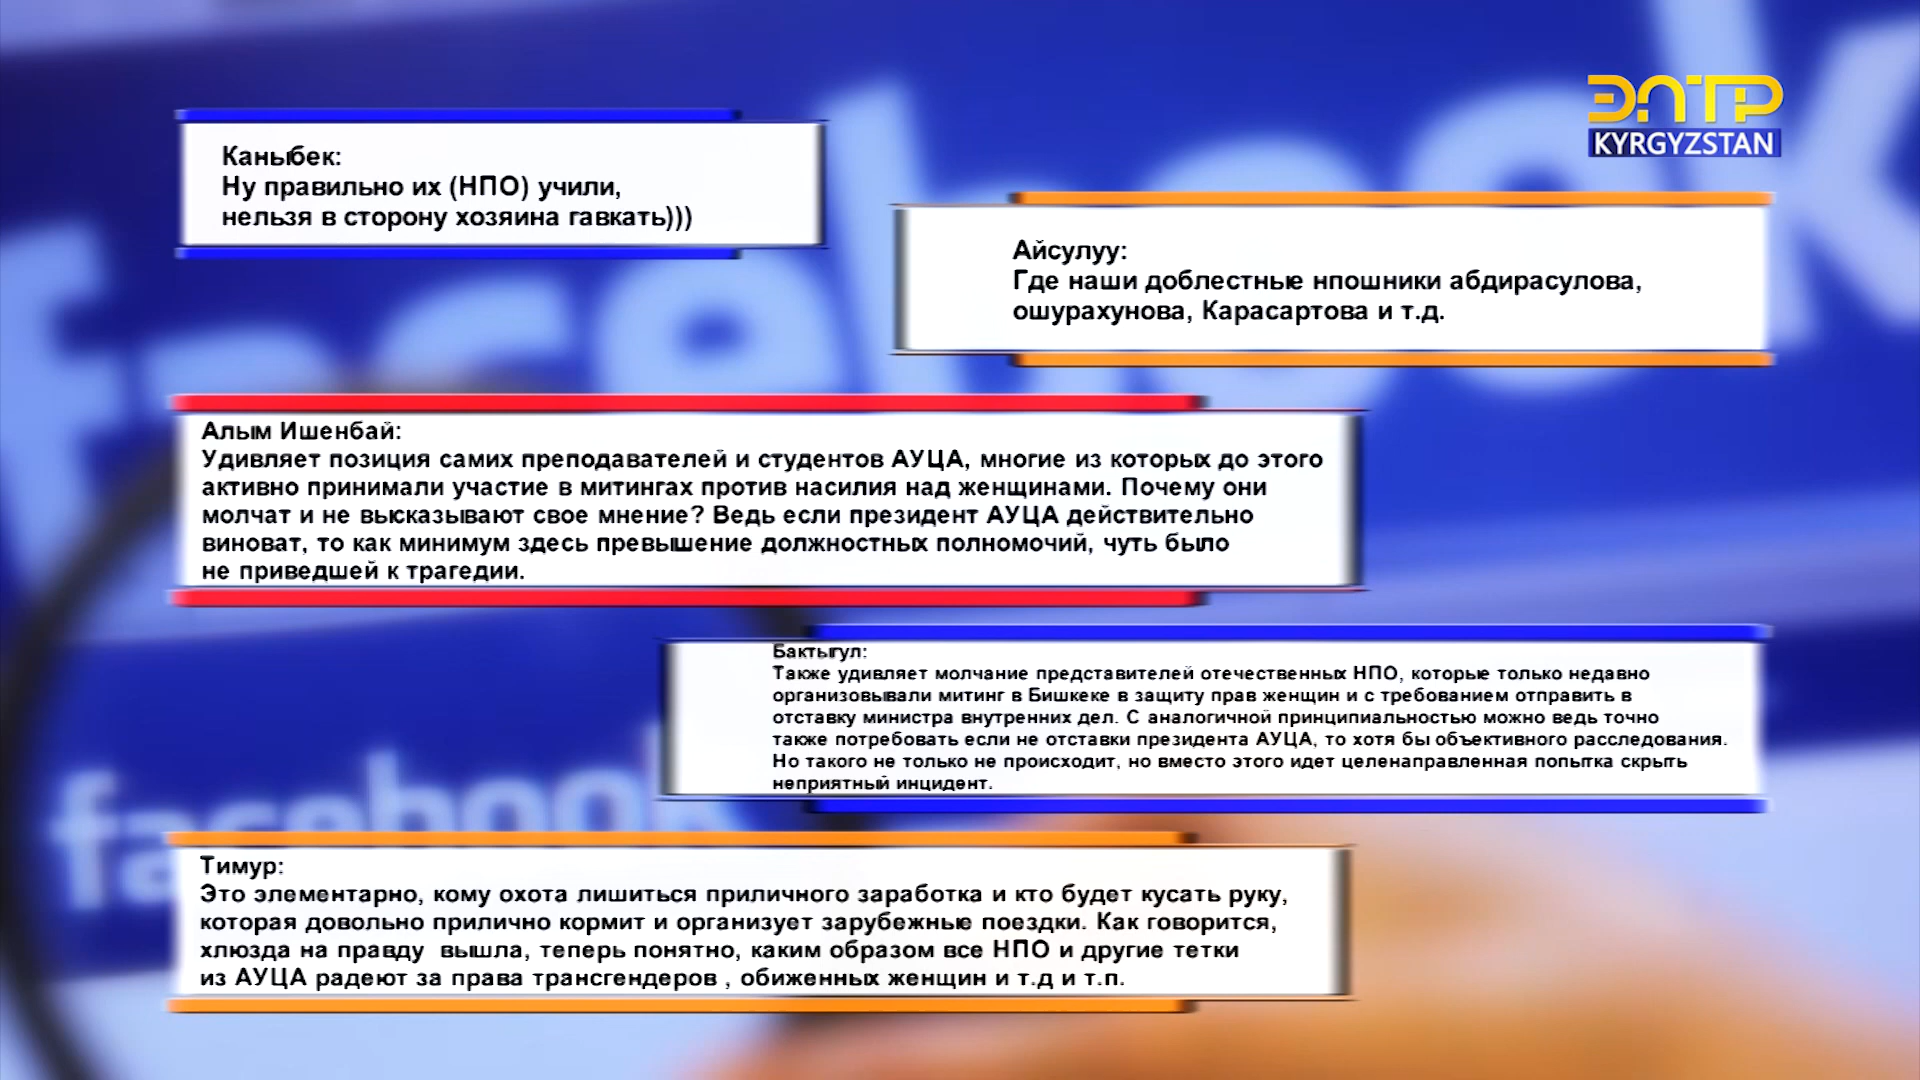 ЭЛТР
KYRGYZSTAN
Каныбек:
Ну правильно их (НПО) учили,
нельзя в сторону хозяина гавкать)))
Айсулуу:
Где наши доблестные нпошники абдирасулова,
ошурахунова, Карасартова и т.д.
Алым Ишенбай:
Удивляет позиция самих преподавателей и студентов АУЦА, многие из которых до этого
активно принимали участие в митингах против насилия над женщинами. Почему они
молчат и не высказывают свое мнение? Ведь если президент АУЦА действительно
виноват, то как минимум здесь превышение должностных полномочий, чуть было
не приведшей к трагедии.
Бактыгул:
Также удивляет молчание представителей отечественных НПО, которые только недавно
организовывали митинг в Бишкеке в защиту прав женщин и с требованием отправить в
отставку министра внутренних дел. С аналогичной принципиальностью можно ведь точно
также потребовать если не отставки президента АУЦА, то хотя бы объективного расследования.
Но такого не только не происходит, но вместо этого идет целенаправленная попытка скрыть
неприятный инцидент.
facebook
Тимур:
Это элементарно, кому охота лишиться приличного заработка и кто будет кусать руку,
которая довольно прилично кормит и организует зарубежные поездки. Как говорится,
хлюзда на правду  вышла, теперь понятно, каким образом все НПО и другие тетки
из АУЦА радеют за права трансгендеров , обиженных женщин и т.д и т.п.